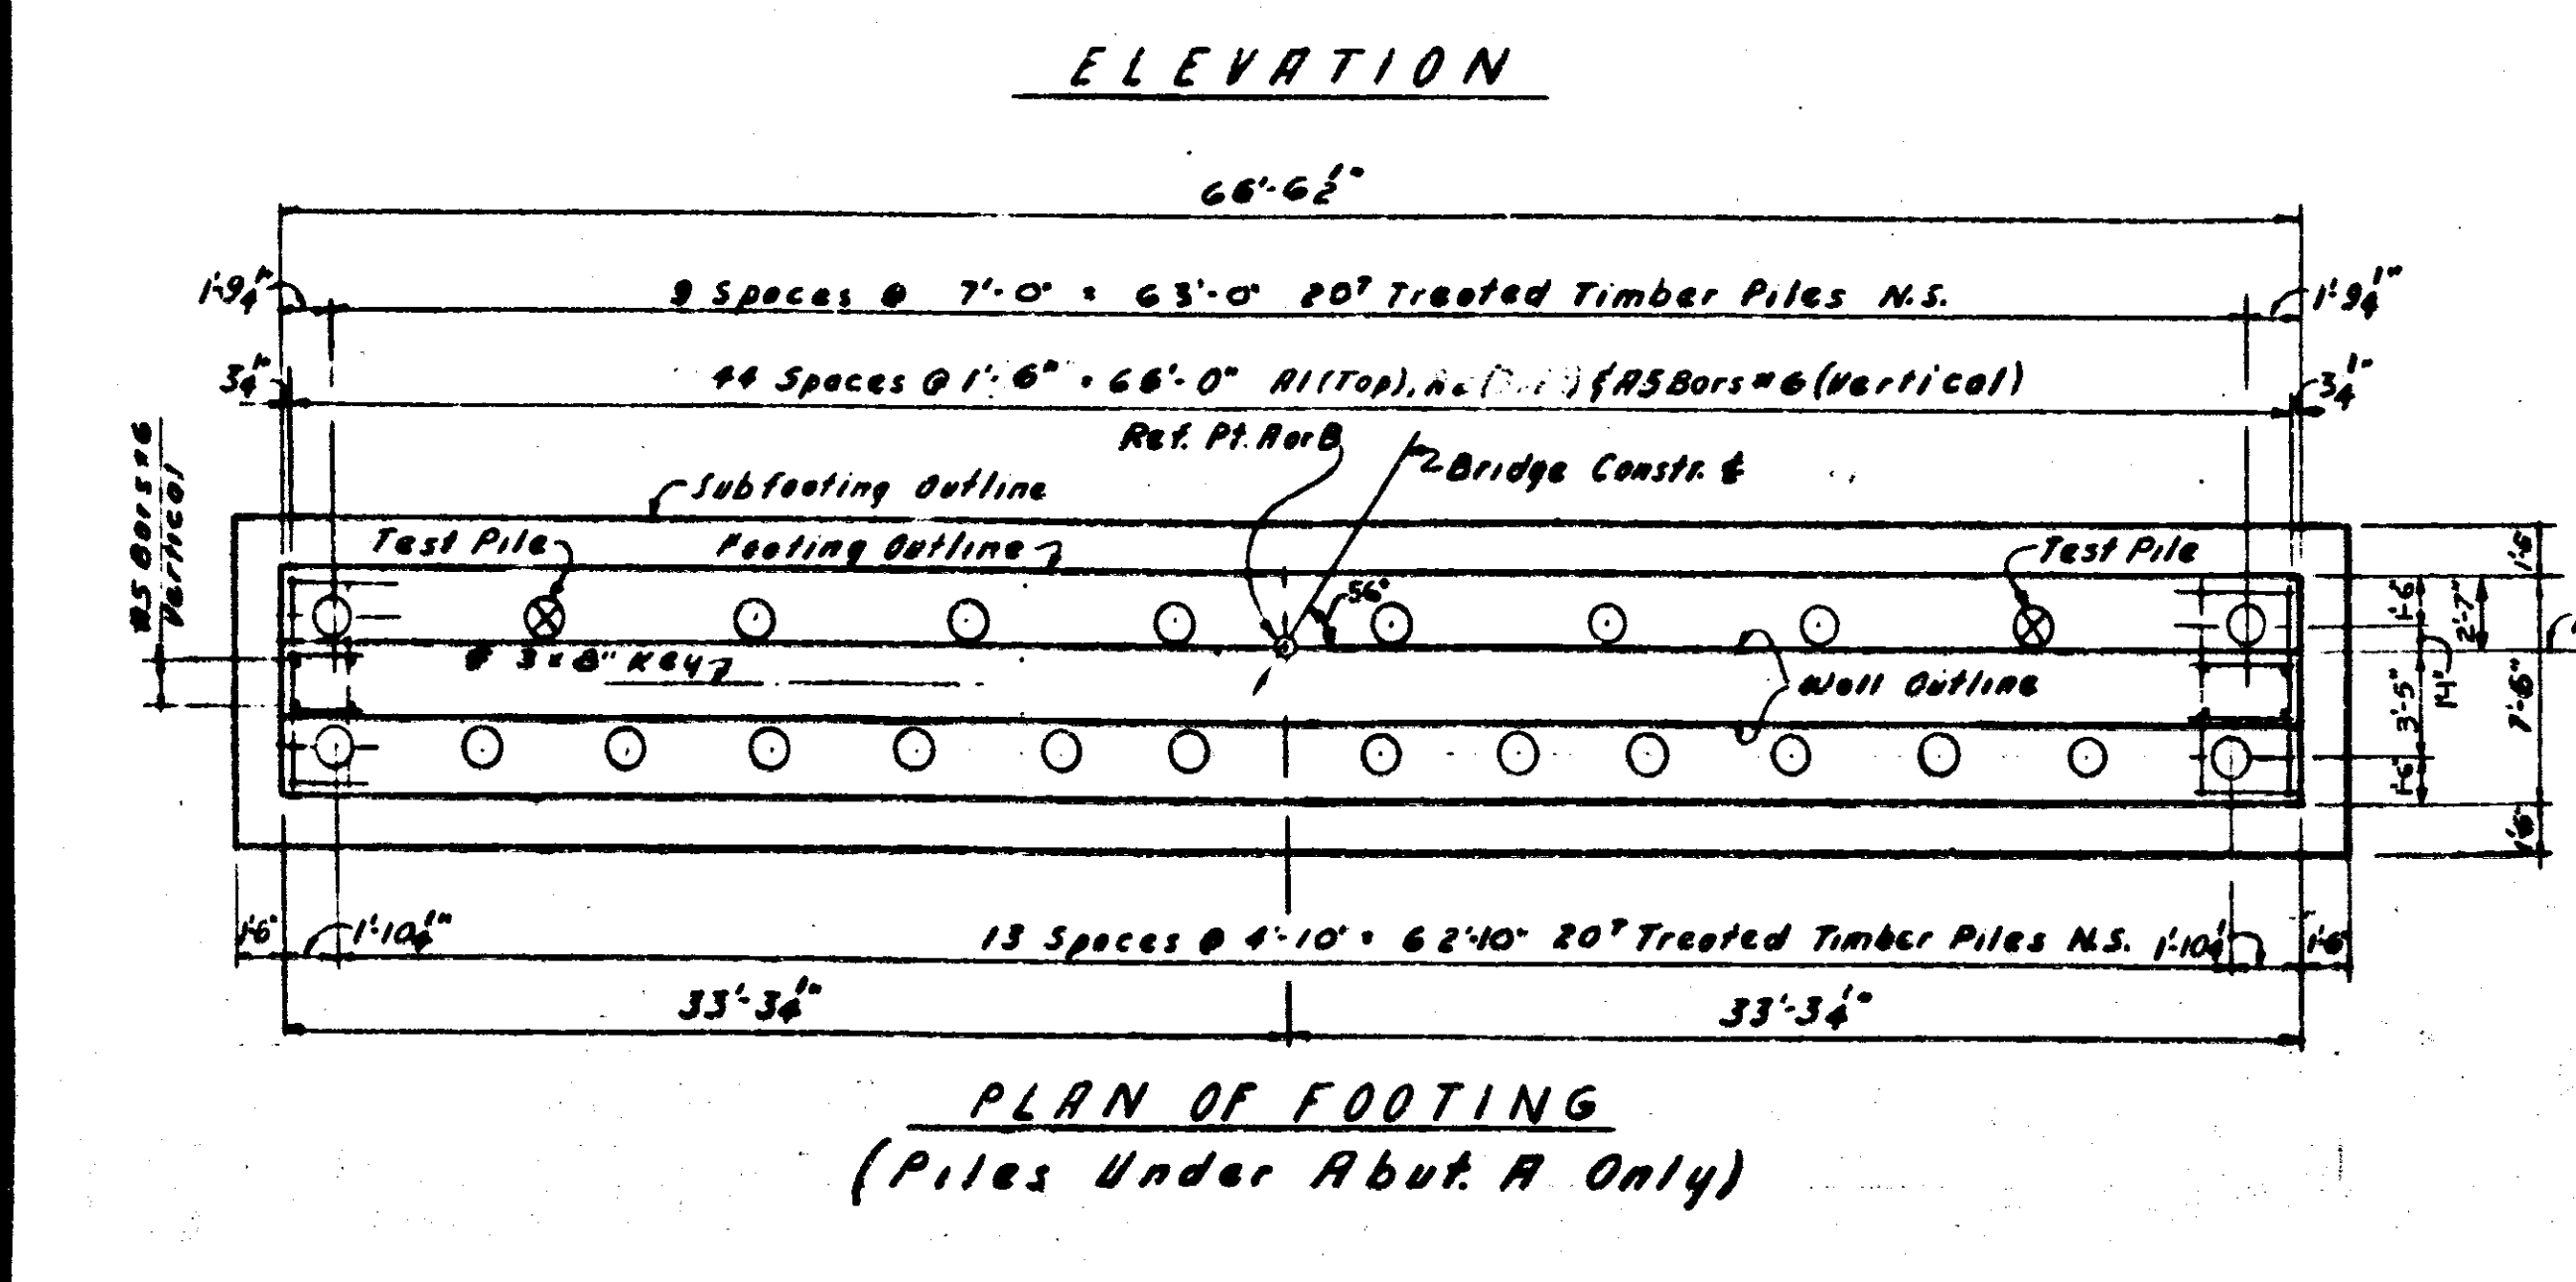 ELEVATION
66'-6½"
1'-9¼"
9 Spaces @ 7'-0" = 63'-0" 20T Treated Timber Piles N.S.
1'-9¼"
3¼"
44 Spaces @ 1'-6" = 66'-0" A1(Top), & A5 Bars #6 (Vertical)
3¼"
Ref. Pt. A or B
Bridge Constr. ℄
Subfooting Outline
A5 Bars #6
Vertical
Test Pile
Footing Outline
56°
Test Pile
3 x 8" Key
Wall Outline
1'-6"
1'-6"
2'-7"
3'-5"
14"
7'-6"
1'-6"
1'-6"
1'-6"
1'-10¼"
13 Spaces @ 4'-10" = 62'-10" 20T Treated Timber Piles N.S.
1'-10¼"
1'-6"
33'-3¼"
33'-3¼"
PLAN OF FOOTING
(Piles Under Abut. A Only)